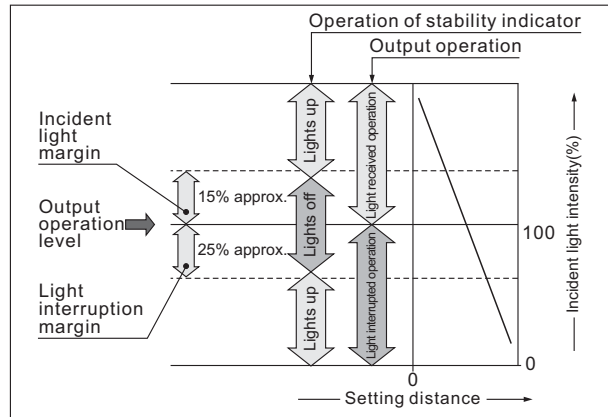 Operation of stability indicator
Output operation
Incident
light
margin
Output
operation
level
Light
interruption
margin
15% approx.
25% approx.
Lights up
Lights off
Lights up
Light received operation
Light interrupted operation
100
0
Incident light intensity(%)
0
Setting distance